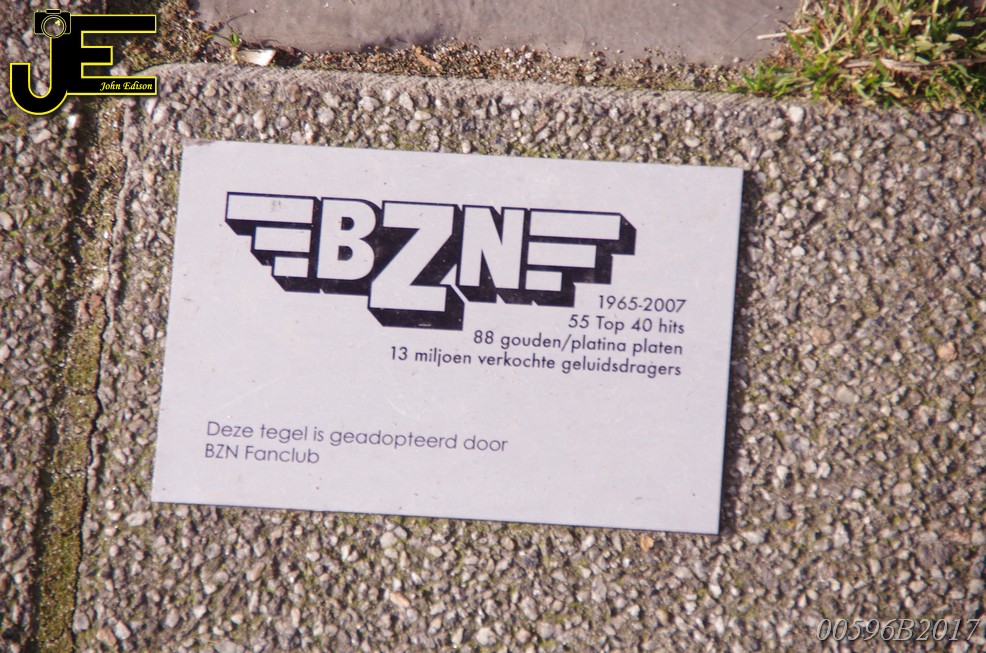 JE
John Edison
BZN
1965-2007
55 Top 40 hits
88 gouden/platina platen
13 miljoen verkochte geluidsdragers
Deze tegel is geadopteerd door
BZN Fanclub
00596B2017